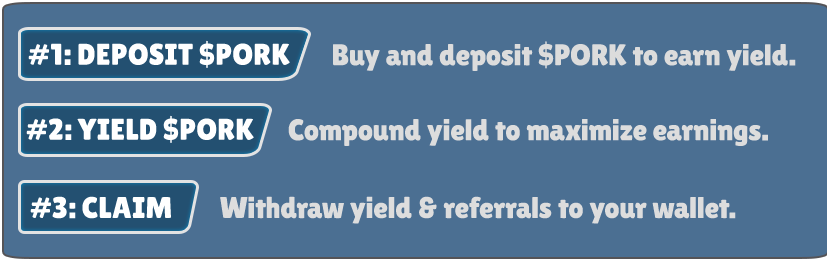 #1: DEPOSIT $PORK Buy and deposit $PORK to earn yield.
#2: YIELD $PORK Compound yield to maximize earnings.
#3: CLAIM Withdraw yield & referrals to your wallet.